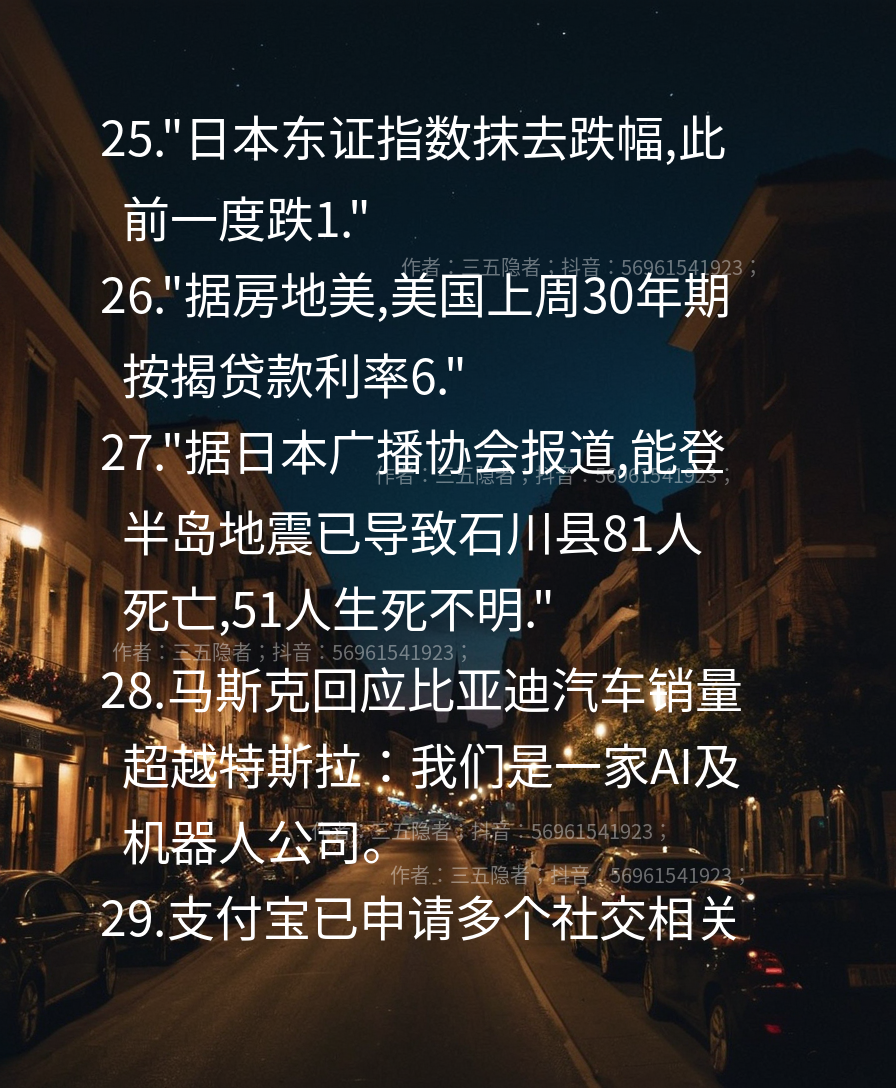 25."日本东证指数抹去跌幅,此
前一度跌1."
作者：三五隐者；抖音：56961541923；
26."据房地美,美国上周30年期
按揭贷款利率6."
27."据日本广播协会报道,能登
作者：三五隐者；抖音：56961541923；
半岛地震已导致石川县81人
死亡,51人生死不明."
作者：三五隐者；抖音：56961541923；
28.马斯克回应比亚迪汽车销量
超越特斯拉：我们是一家AI及
作者：三五隐者；抖音：56961541923；
机器人公司。
作者：三五隐者；抖音：56961541923；
29.支付宝已申请多个社交相关